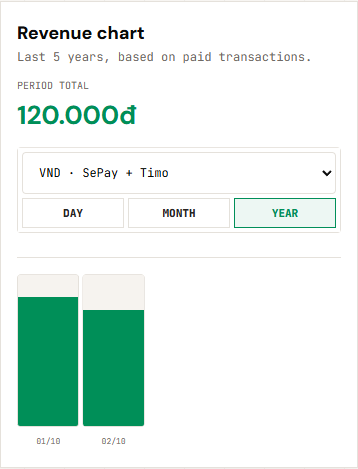 Revenue chart
Last 5 years, based on paid transactions.
PERIOD TOTAL
120.000đ
VND · SePay + Timo
DAY MONTH YEAR
01/10 02/10